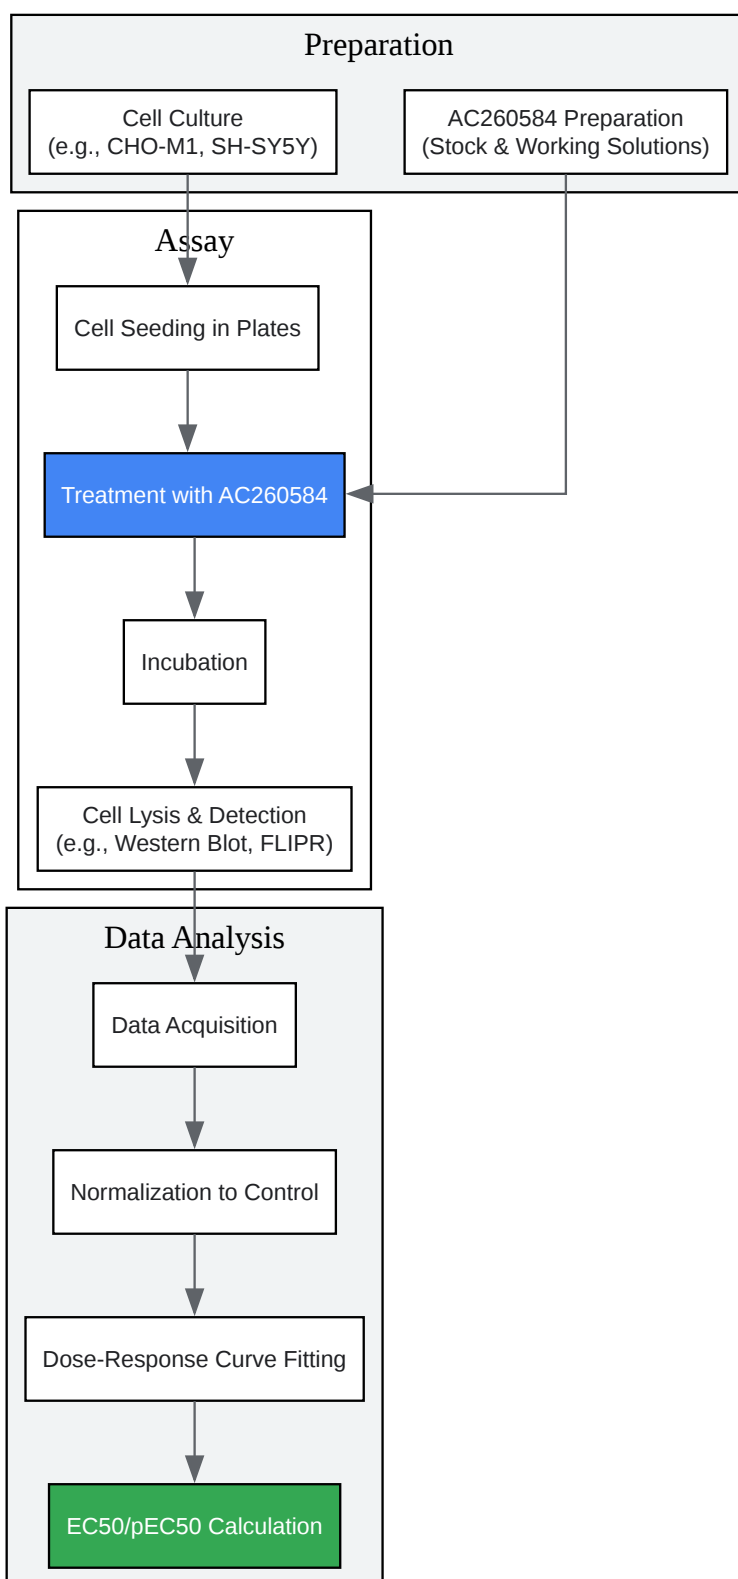 Preparation
Cell Culture
(e.g., CHO-M1, SH-SY5Y)
AC260584 Preparation
(Stock & Working Solutions)
Assay
Cell Seeding in Plates
Treatment with AC260584
Incubation
Cell Lysis & Detection
(e.g., Western Blot, FLIPR)
Data Analysis
Data Acquisition
Normalization to Control
Dose-Response Curve Fitting
EC50/pEC50 Calculation